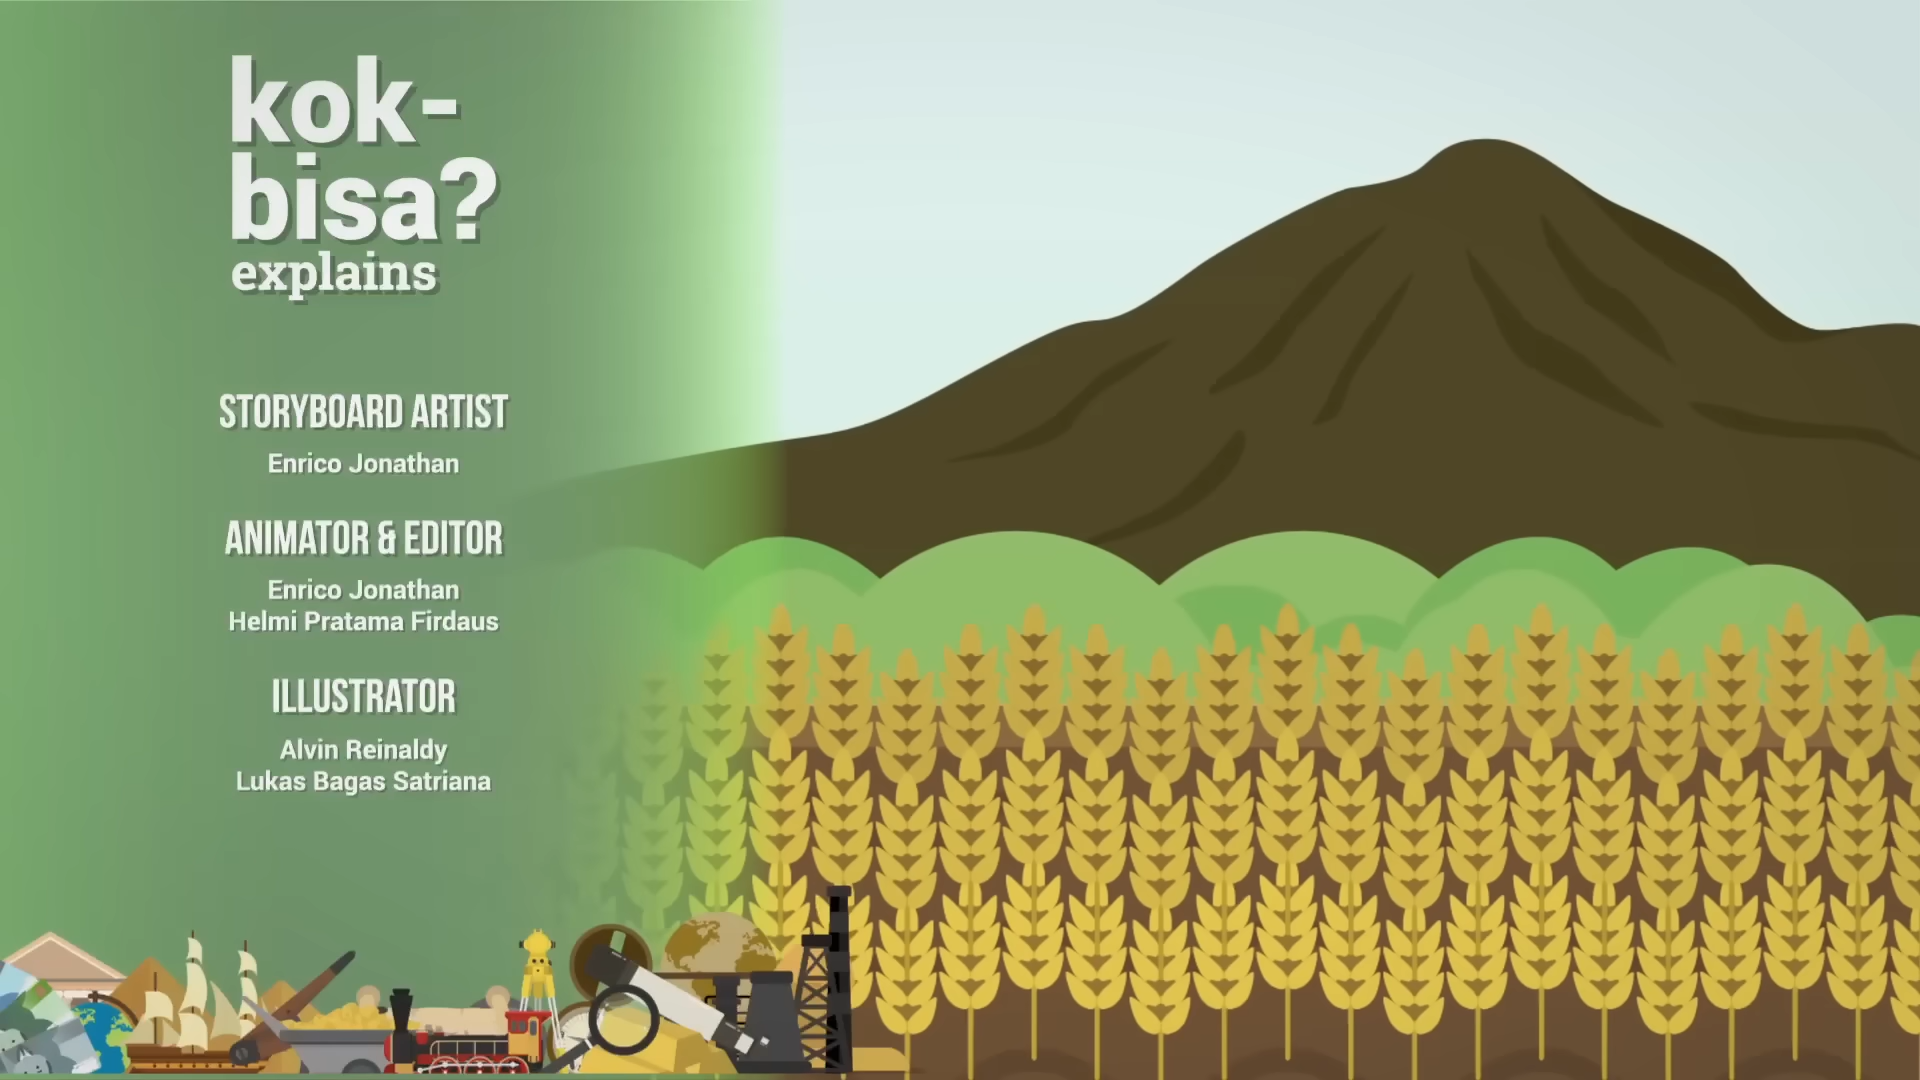 kok-
bisa?
explains
STORYBOARD ARTIST
Enrico Jonathan
ANIMATOR & EDITOR
Enrico Jonathan
Helmi Pratama Firdaus
ILLUSTRATOR
Alvin Reinaldy
Lukas Bagas Satriana